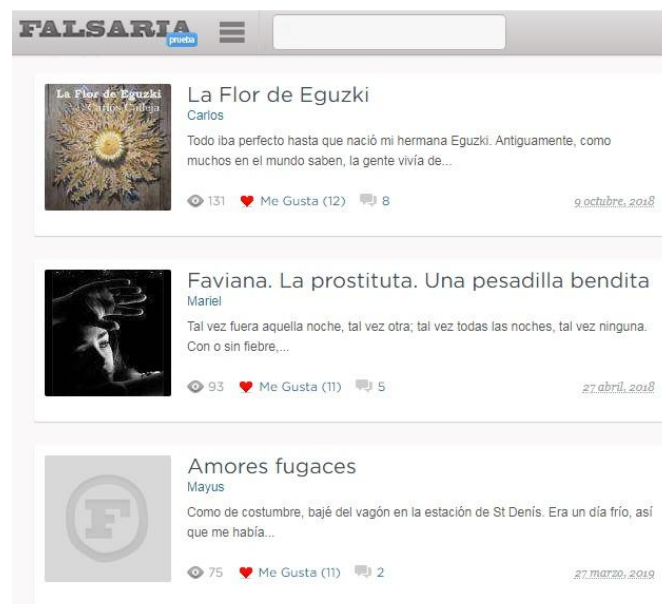 FALSARIA
prueba
La Flor de Eguzki
Carlos Calleja
La Flor de Eguzki
Carlos
Todo iba perfecto hasta que nació mi hermana Eguzki. Antiguamente, como
muchos en el mundo saben, la gente vivía de...
131 Me Gusta (12) 8 9 octubre, 2018
Faviana. La prostituta. Una pesadilla bendita
Mariel
Tal vez fuera aquella noche, tal vez otra; tal vez todas las noches, tal vez ninguna.
Con o sin fiebre,...
93 Me Gusta (11) 5 27 abril, 2018
F
Amores fugaces
Mayus
Como de costumbre, bajé del vagón en la estación de St Denís. Era un día frío, así
que me había...
75 Me Gusta (11) 2 27 marzo, 2019